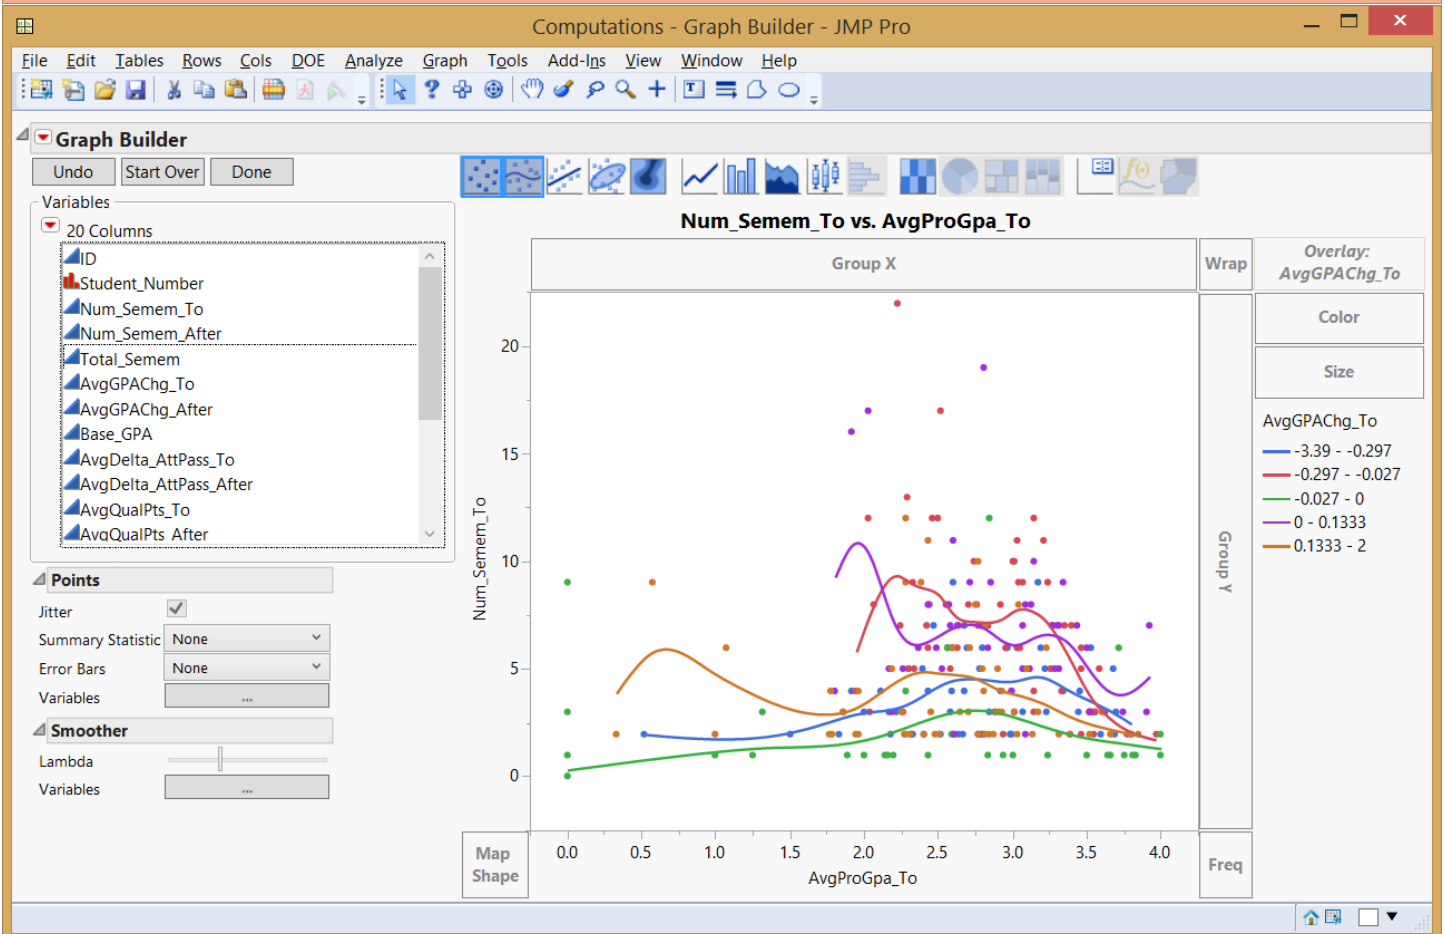 Computations - Graph Builder - JMP Pro
File Edit Tables Rows Cols DOE Analyze Graph Tools Add-Ins View Window Help
Graph Builder
Undo Start Over Done
Variables
20 Columns
ID
Student_Number
Num_Semem_To
Num_Semem_After
Total_Semem
AvgGPAChg_To
AvgGPAChg_After
Base_GPA
AvgDelta_AttPass_To
AvgDelta_AttPass_After
AvgQualPts_To
AvgQualPts After
Points
Jitter
Summary Statistic None
Error Bars None
Variables ...
Smoother
Lambda
Variables ...
Num_Semem_To vs. AvgProGpa_To
Group X
Wrap
Overlay:
AvgGPAChg_To
Color
Size
AvgGPAChg_To
-3.39 - -0.297
-0.297 - -0.027
-0.027 - 0
0 - 0.1333
0.1333 - 2
Group Y
Num_Semem_To
20
15
10
5
0
Map
Shape
0.0 0.5 1.0 1.5 2.0 2.5 3.0 3.5 4.0
AvgProGpa_To
Freq